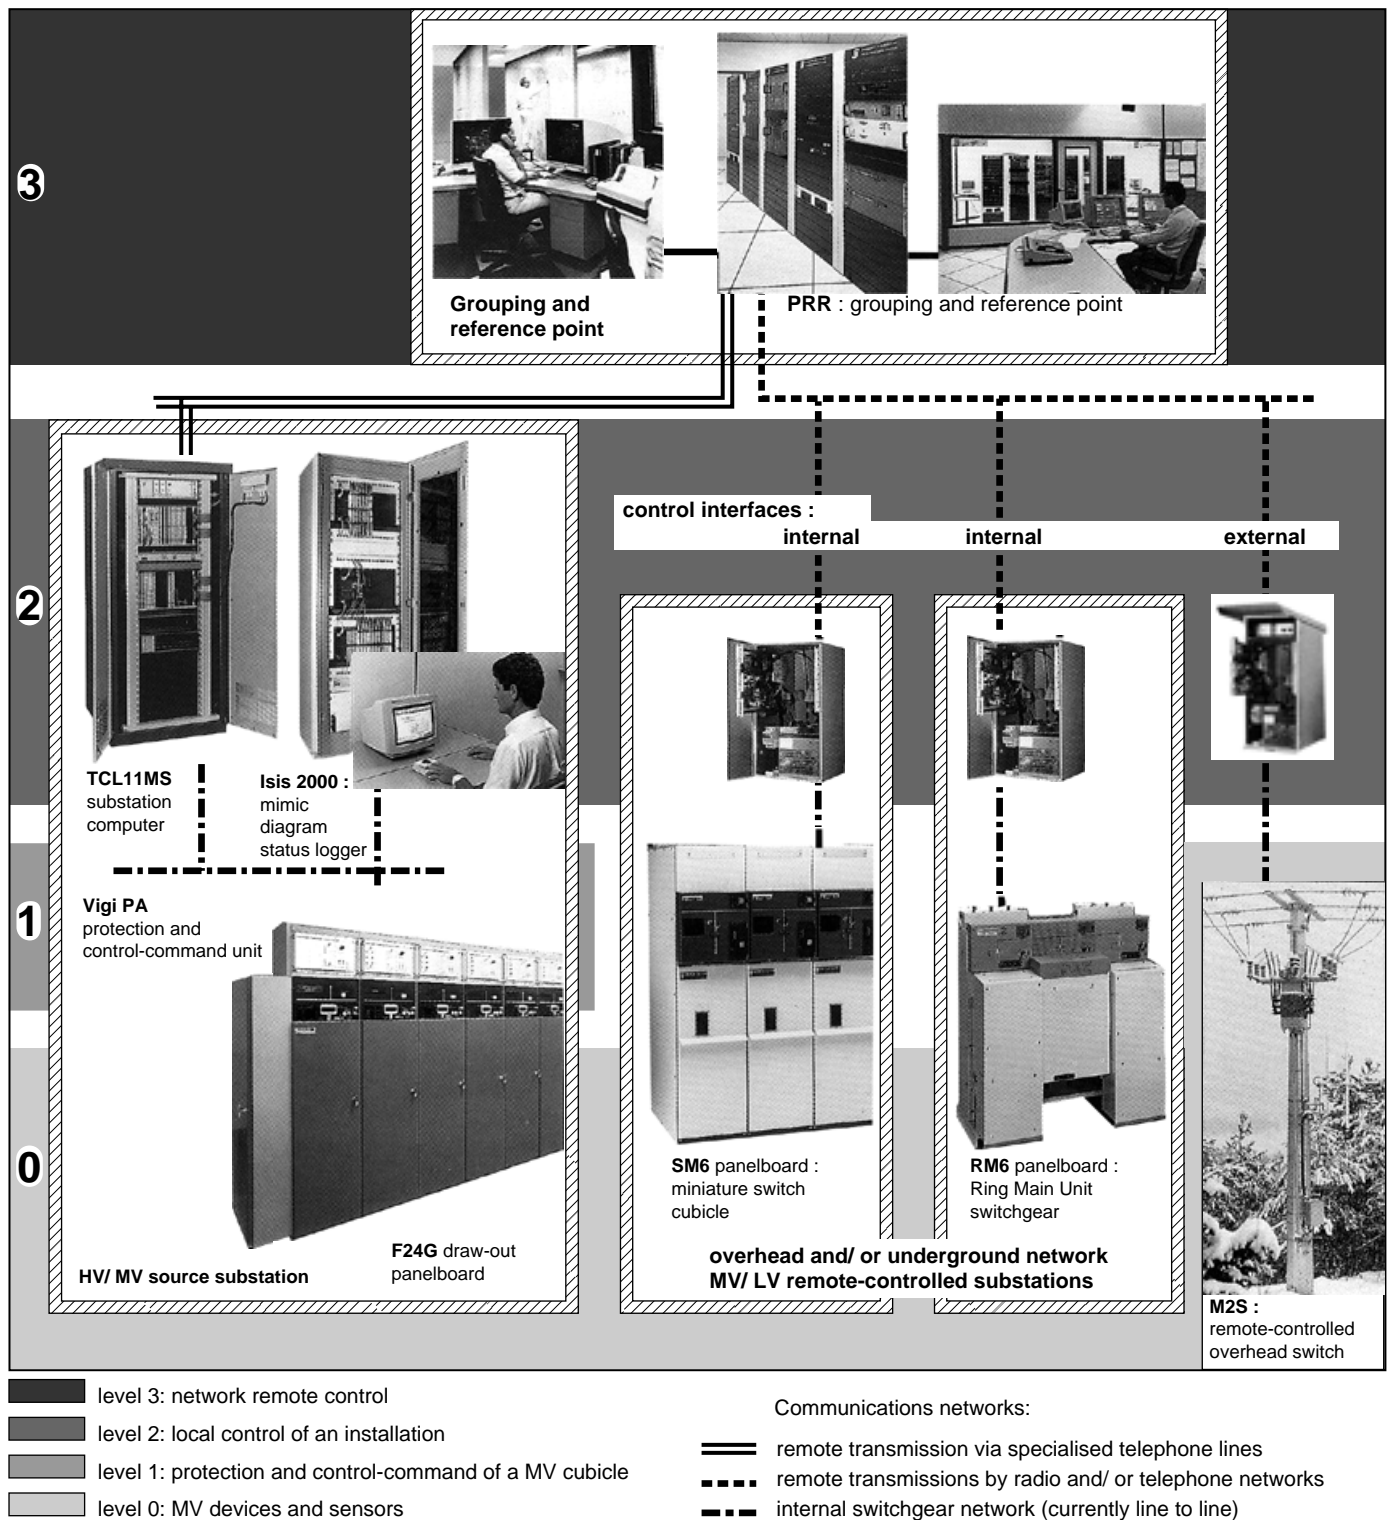 3
Grouping and
reference point
PRR : grouping and reference point
control interfaces :
internal
internal
external
2
TCL11MS
substation
computer
Isis 2000 :
mimic
diagram
status logger
1
Vigi PA
protection and
control-command unit
0
SM6 panelboard :
miniature switch
cubicle
RM6 panelboard :
Ring Main Unit
switchgear
F24G draw-out
panelboard
HV/ MV source substation
overhead and/ or underground network
MV/ LV remote-controlled substations
M2S :
remote-controlled
overhead switch
level 3: network remote control
level 2: local control of an installation
level 1: protection and control-command of a MV cubicle
level 0: MV devices and sensors
Communications networks:
remote transmission via specialised telephone lines
remote transmissions by radio and/ or telephone networks
internal switchgear network (currently line to line)